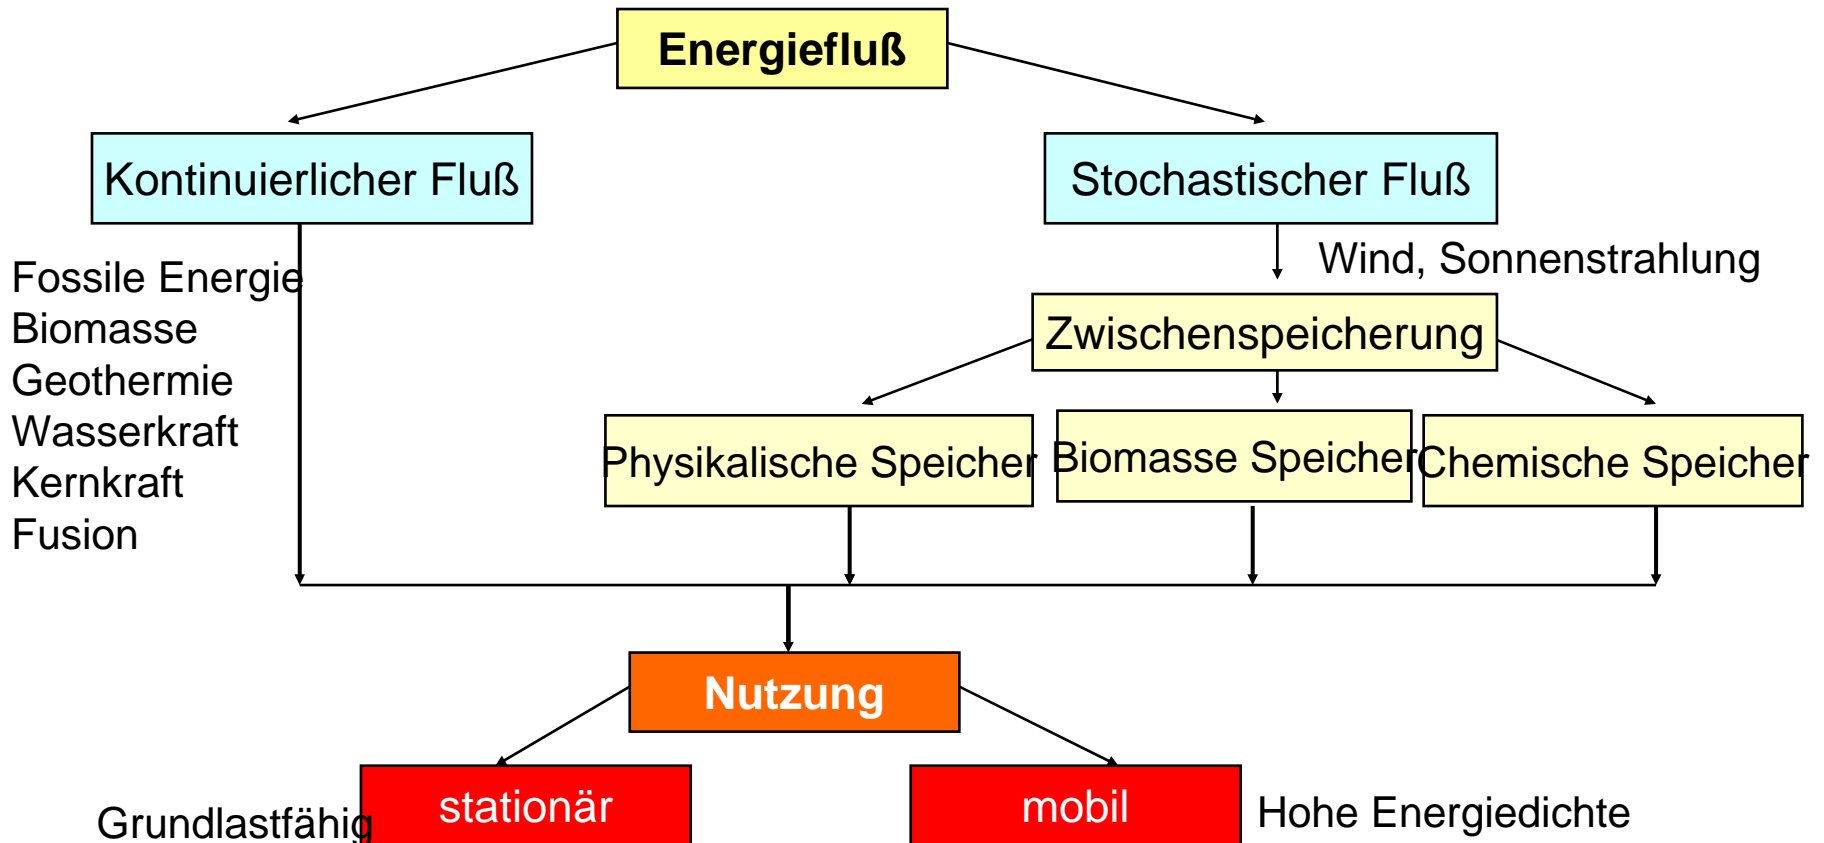 Energiefluß
Kontinuierlicher Fluß
Stochastischer Fluß
Wind, Sonnenstrahlung
Fossile Energie
Biomasse
Geothermie
Wasserkraft
Kernkraft
Fusion
Zwischenspeicherung
Physikalische Speicher
Biomasse Speicher
Chemische Speicher
Nutzung
stationär
mobil
Grundlastfähig
Hohe Energiedichte